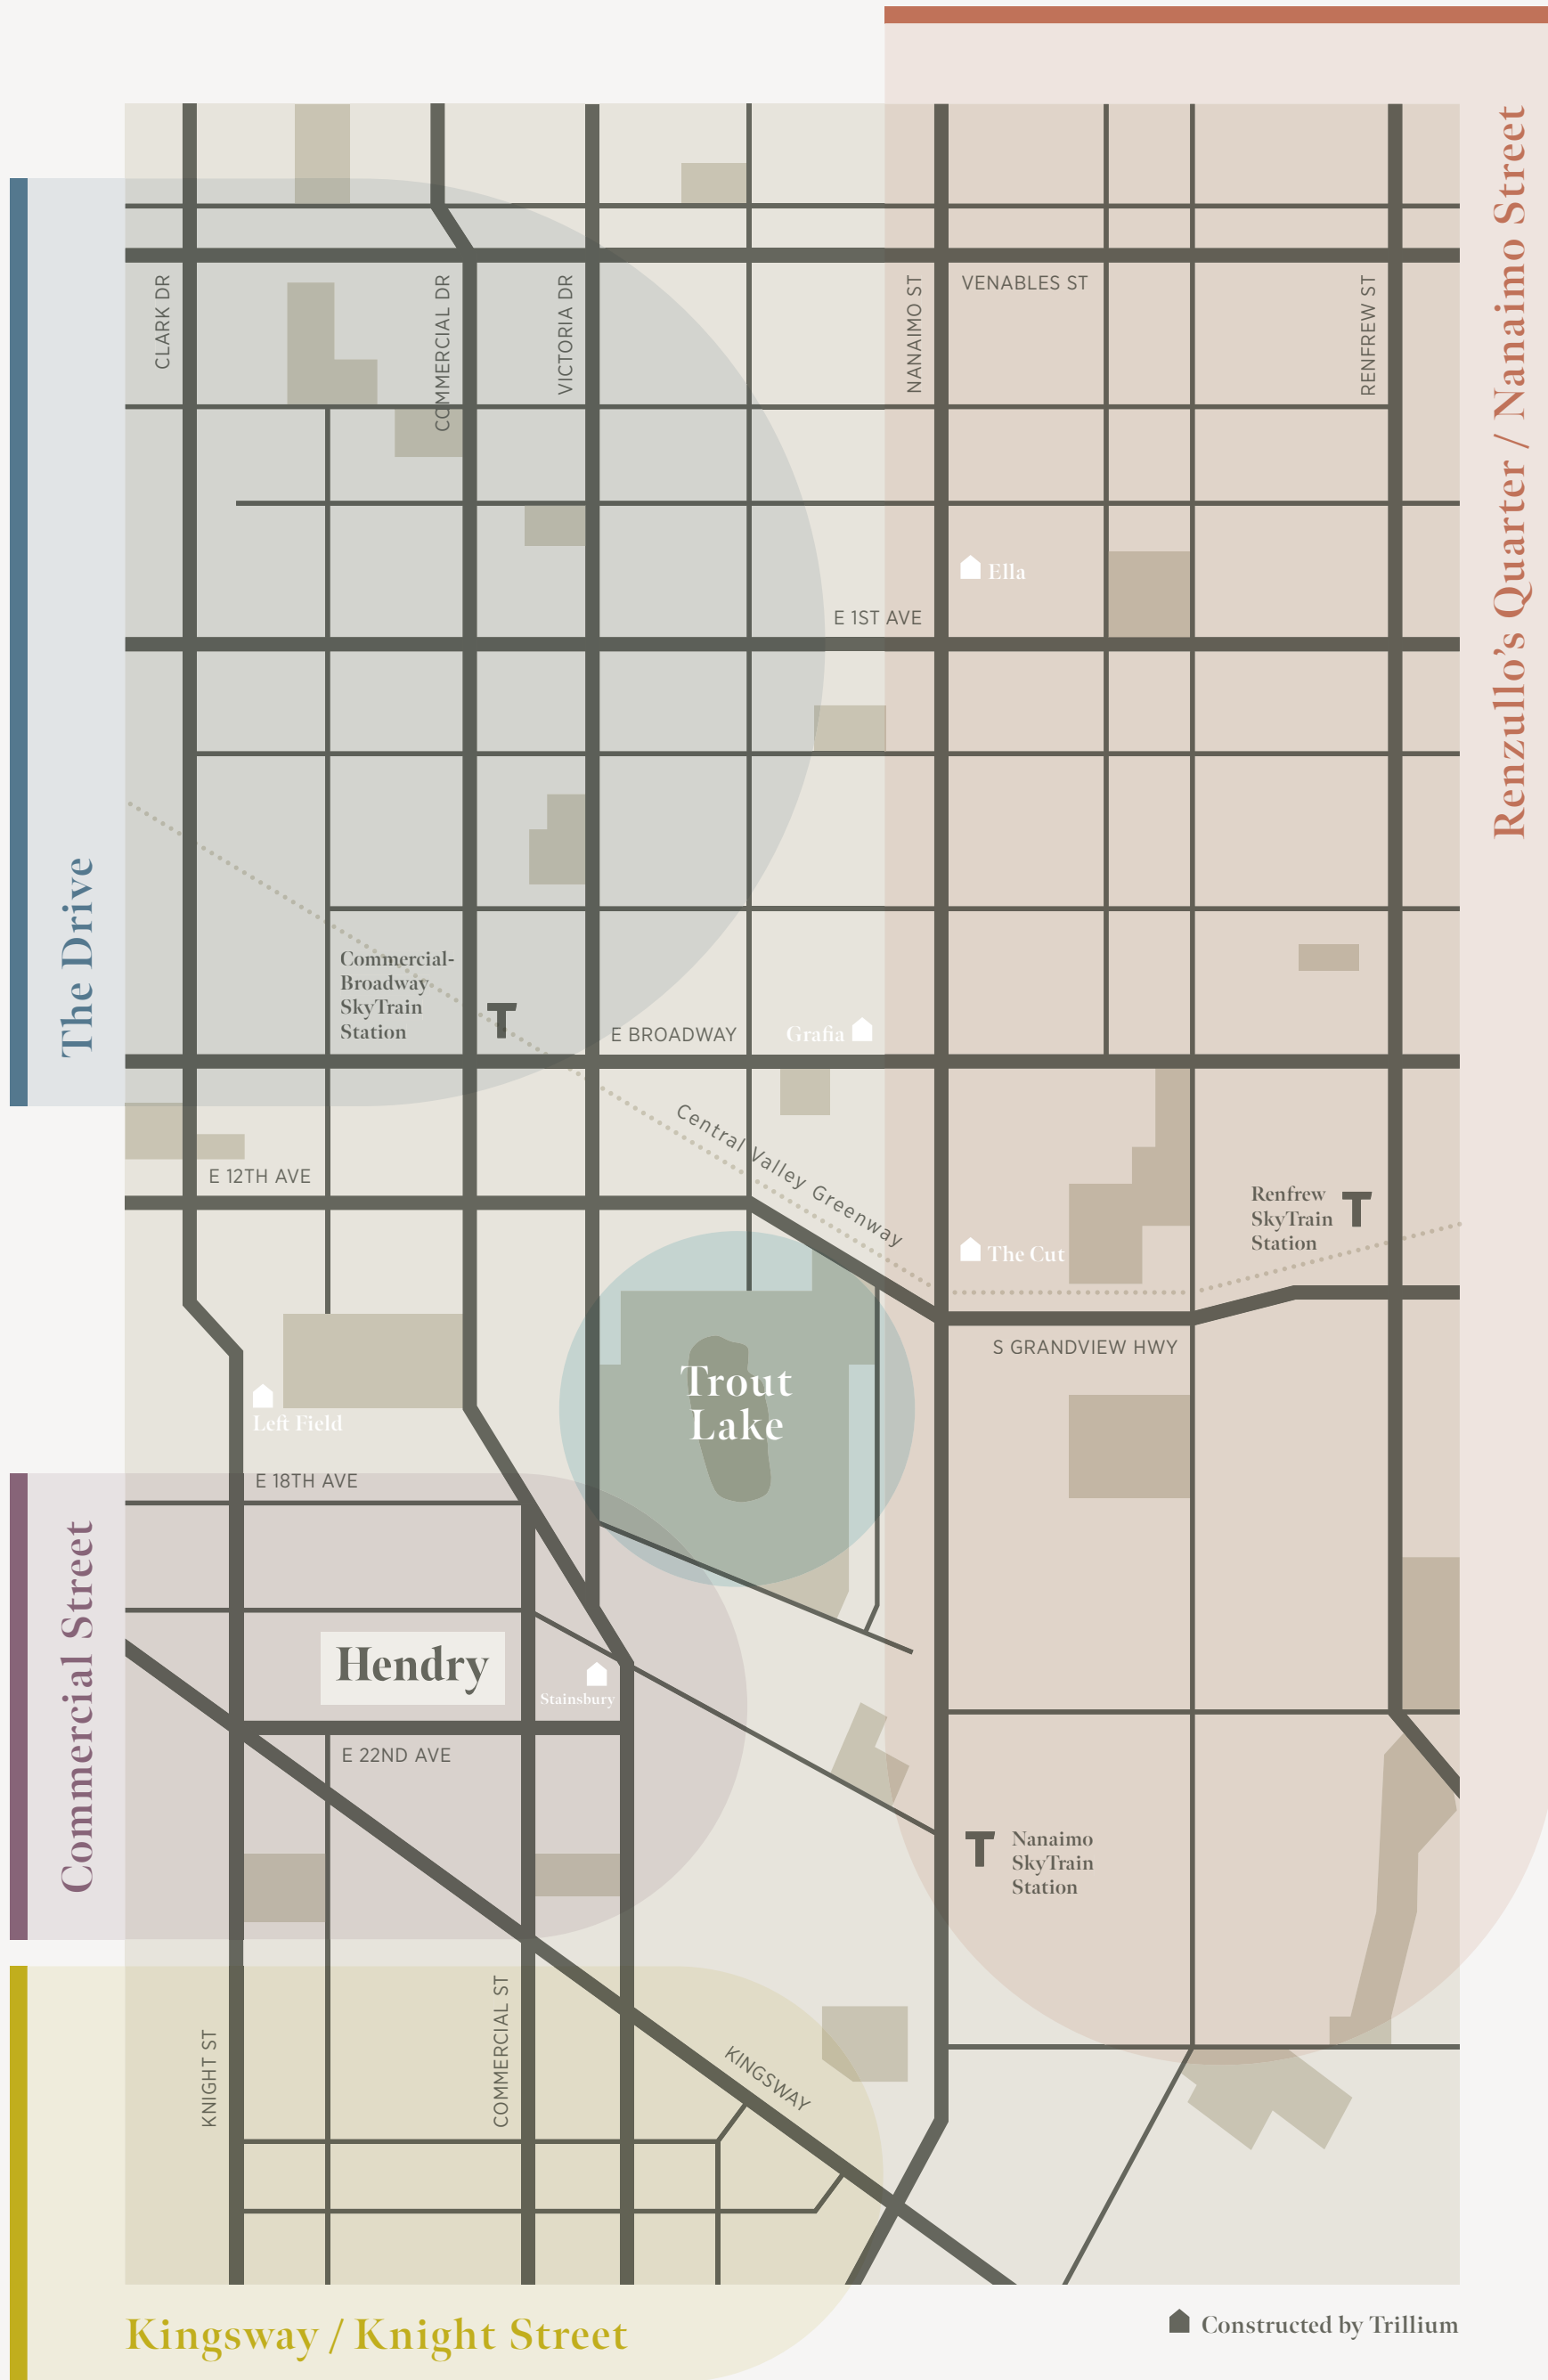 Renzullo’s Quarter / Nanaimo Street
CLARK DR
COMMERCIAL DR
VICTORIA DR
NANAIMO ST
VENABLES ST
RENFREW ST
Ella
E 1ST AVE
The Drive
Commercial-
Broadway
SkyTrain
Station
E BROADWAY
Grafia
Central Valley Greenway
E 12TH AVE
Renfrew
SkyTrain
Station
The Cut
S GRANDVIEW HWY
Trout
Lake
Left Field
E 18TH AVE
Commercial Street
Hendry
Stainsbury
E 22ND AVE
Nanaimo
SkyTrain
Station
KNIGHT ST
COMMERCIAL ST
KINGSWAY
Kingsway / Knight Street
Constructed by Trillium